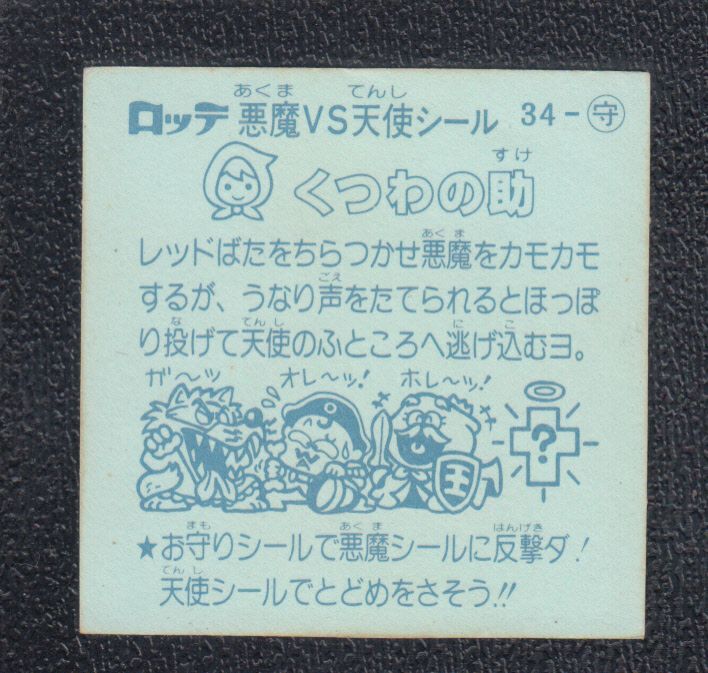 あくま てんし
ロッテ 悪魔VS天使シール 34-守
すけ
くつわの助
あくま
レッドばたをちらつかせ悪魔をカモカモ
ごえ
するが、うなり声をたてられるとほっぽ
な てんし に こ
り投げて天使のふところへ逃げ込むヨ。
ガ〜ッ オレ〜ッ! ホレ〜ッ!
?
まも あくま はんげき
★お守りシールで悪魔シールに反撃ダ!
てんし
天使シールでとどめをさそう!!